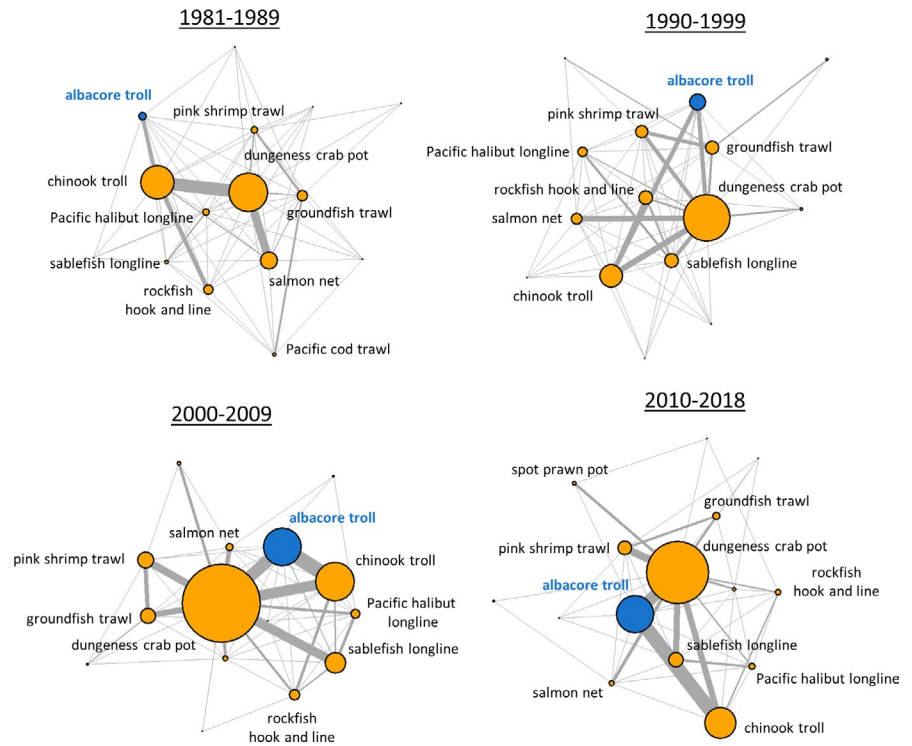 1981-1989
albacore troll
pink shrimp trawl
dungeness crab pot
chinook troll
Pacific halibut longline
groundfish trawl
sablefish longline
salmon net
rockfish
hook and line
Pacific cod trawl
1990-1999
albacore troll
pink shrimp trawl
groundfish trawl
Pacific halibut longline
rockfish hook and line
dungeness crab pot
salmon net
sablefish longline
chinook troll
2000-2009
albacore troll
salmon net
pink shrimp trawl
chinook troll
groundfish trawl
Pacific halibut
longline
dungeness crab pot
sablefish longline
rockfish
hook and line
2010-2018
spot prawn pot
groundfish trawl
pink shrimp trawl
dungeness crab pot
albacore troll
rockfish
hook and line
sablefish longline
Pacific halibut longline
salmon net
chinook troll